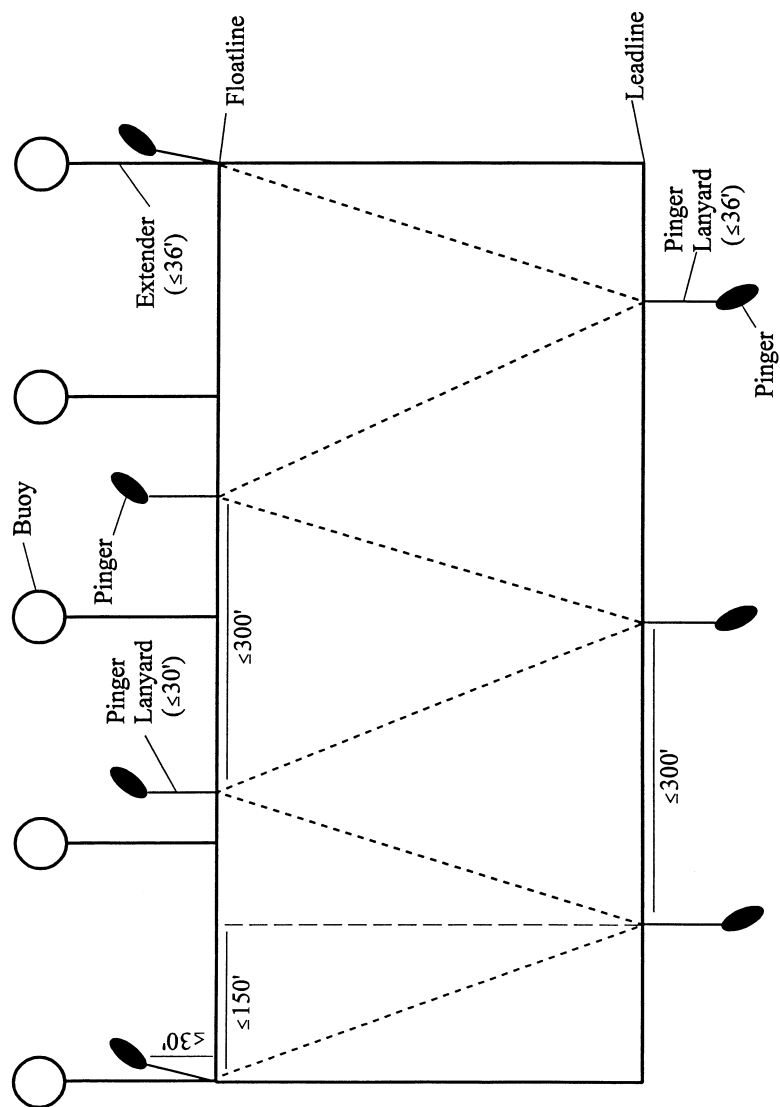 Floatline
Leadline
Extender
(≤36')
Pinger
Lanyard
(≤36')
Pinger
Buoy
Pinger
≤300'
Pinger
Lanyard
(≤30')
≤300'
≤150'
≤30'